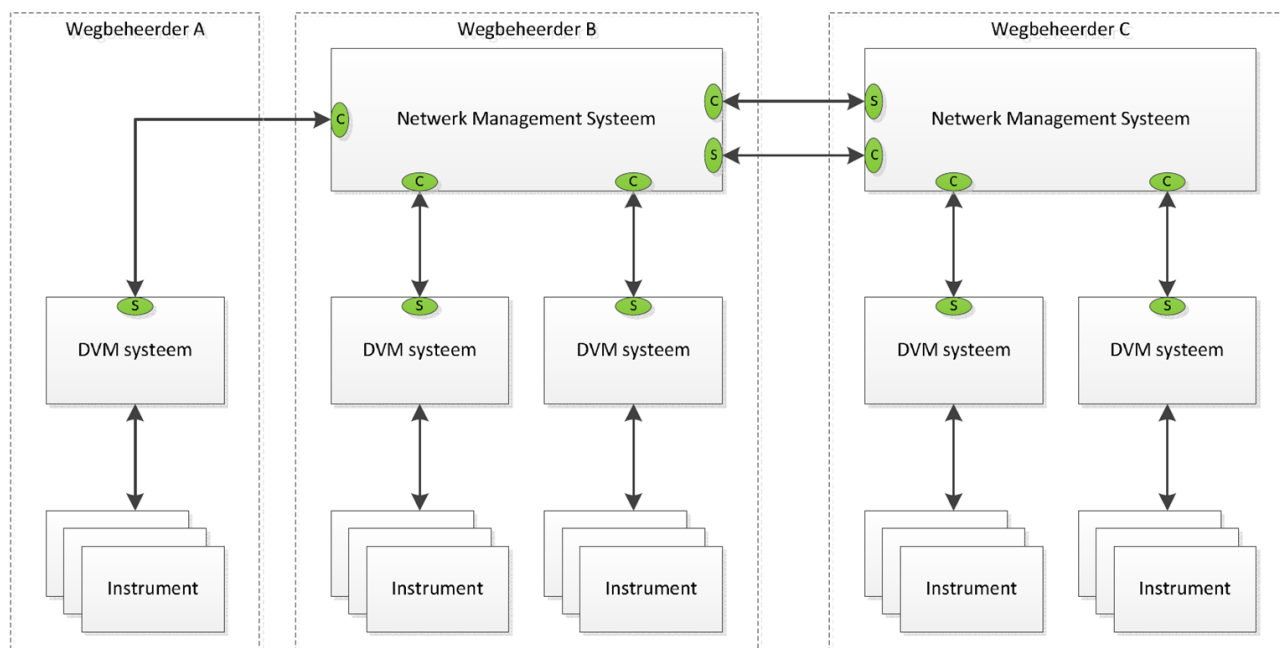 Wegbeheerder A
Wegbeheerder B
Wegbeheerder C
Netwerk Management Systeem
Netwerk Management Systeem
C
C
S
C
S
C
C
C
C
C
S
S
S
S
S
DVM systeem
DVM systeem
DVM systeem
DVM systeem
DVM systeem
Instrument
Instrument
Instrument
Instrument
Instrument